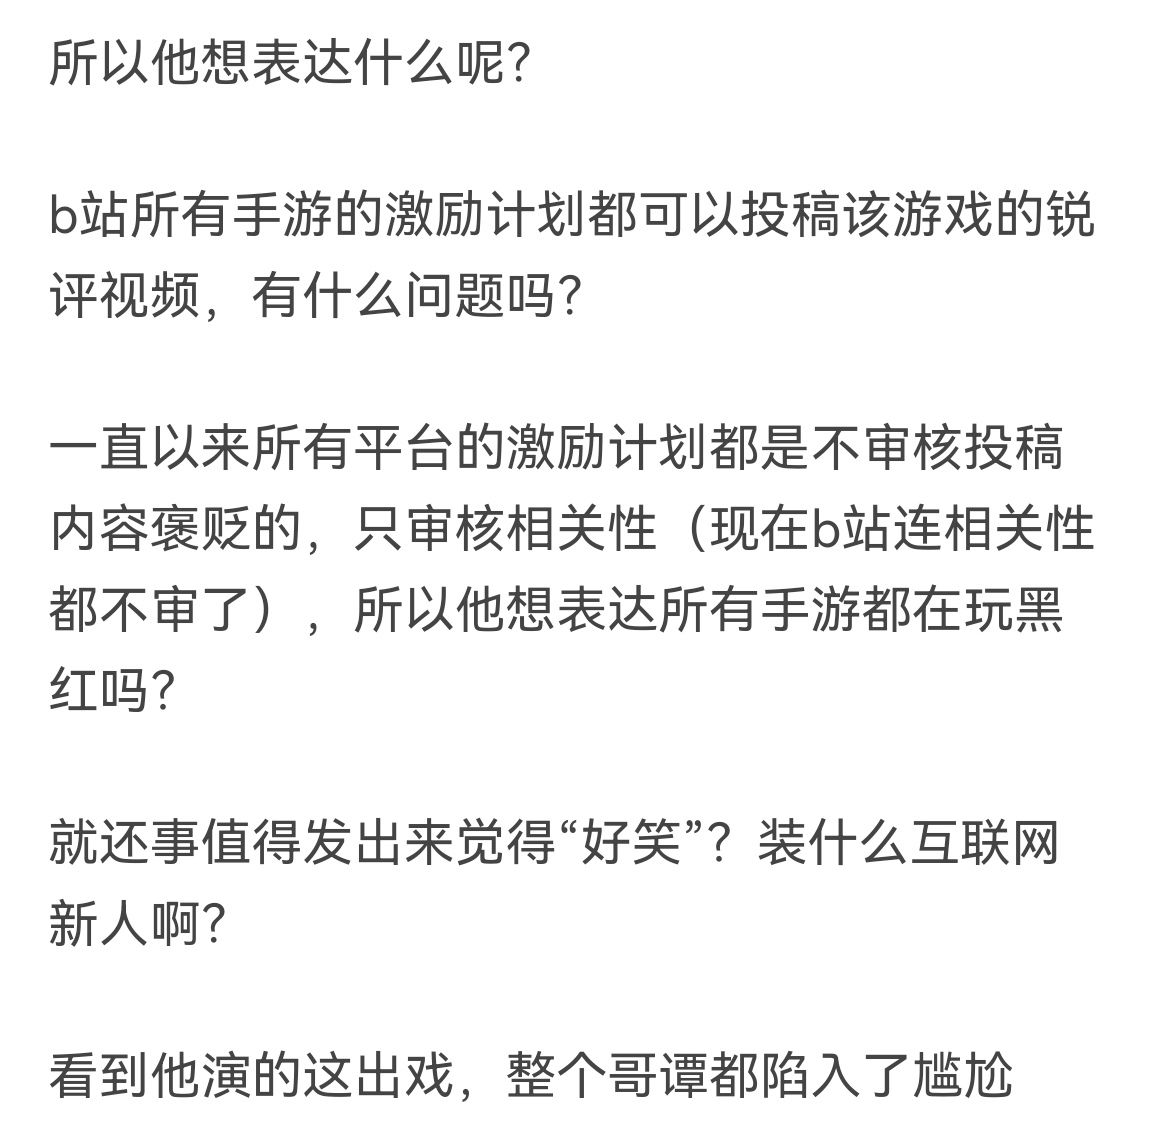 所以他想表达什么呢？
b站所有手游的激励计划都可以投稿该游戏的锐
评视频，有什么问题吗？
一直以来所有平台的激励计划都是不审核投稿
内容褒贬的，只审核相关性（现在b站连相关性
都不审了），所以他想表达所有手游都在玩黑
红吗？
就还事值得发出来觉得“好笑”？装什么互联网
新人啊？
看到他演的这出戏，整个哥谭都陷入了尴尬